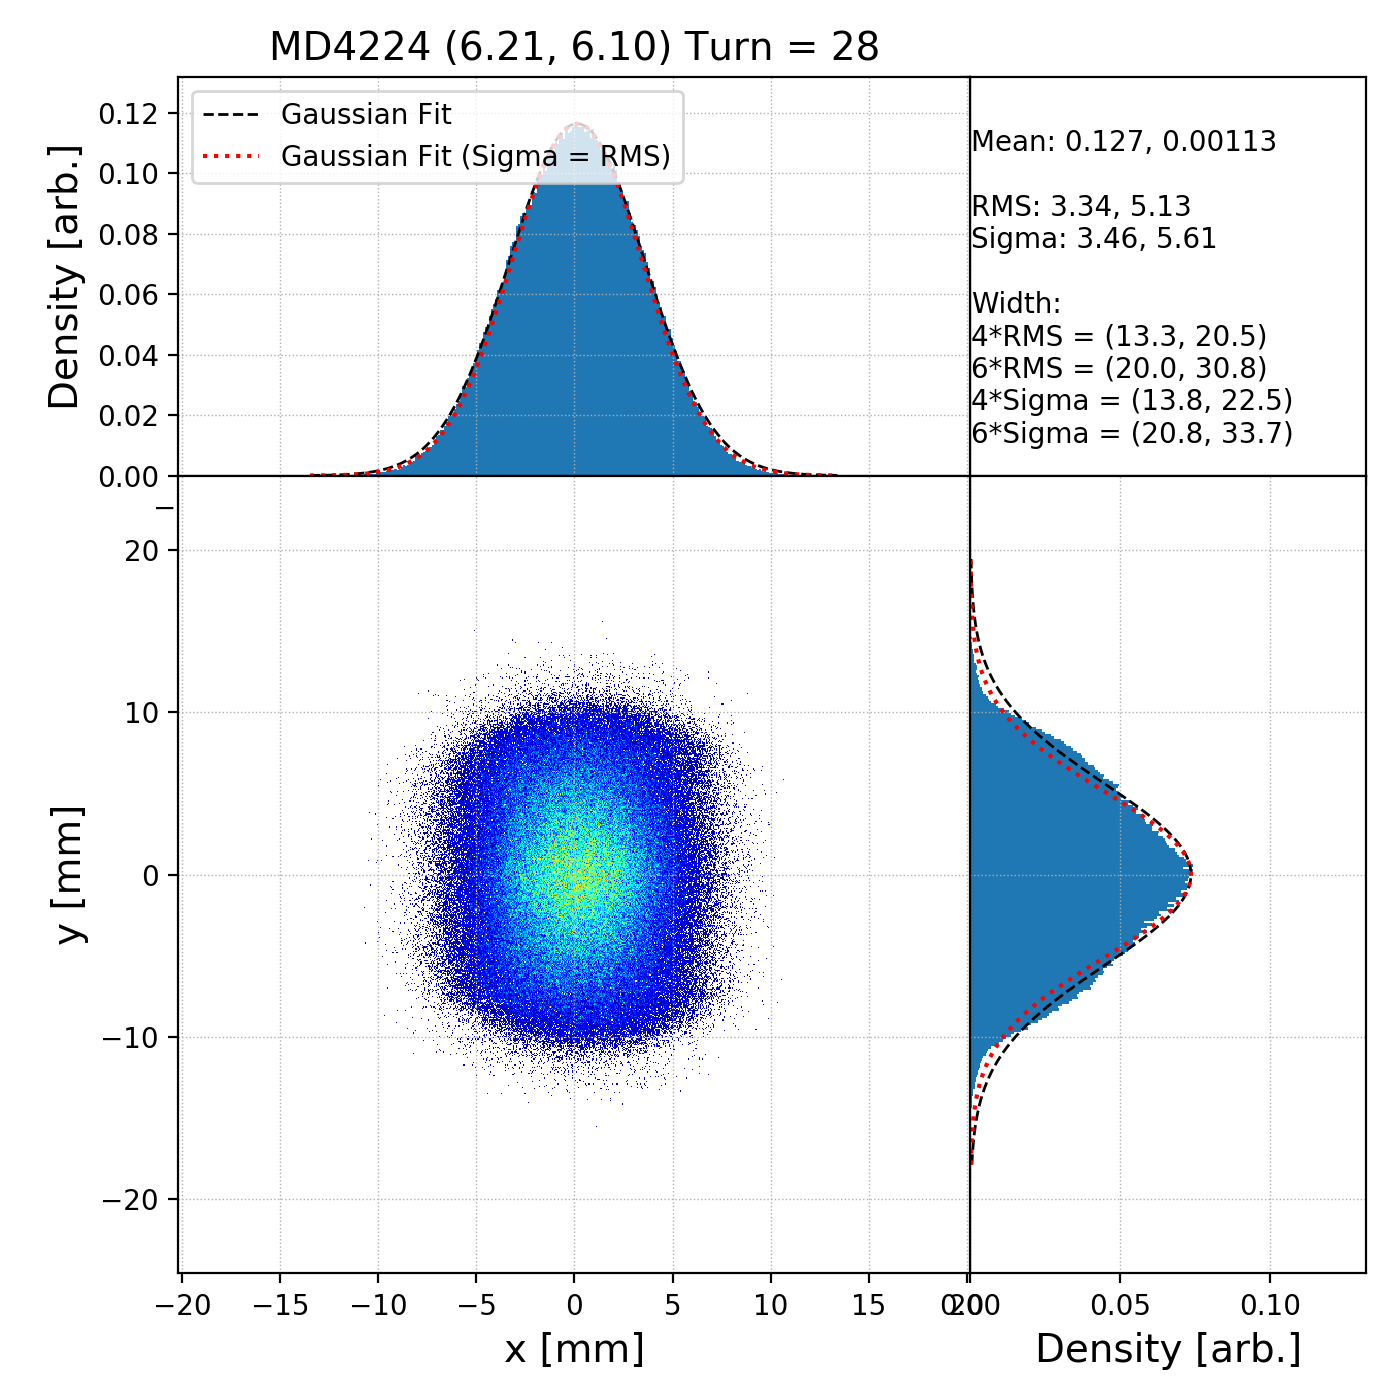 MD4224 (6.21, 6.10) Turn = 28
Gaussian Fit
Gaussian Fit (Sigma = RMS)
0.12
0.10
0.08
0.06
0.04
0.02
0.00
Density [arb.]
Mean: 0.127, 0.00113
RMS: 3.34, 5.13
Sigma: 3.46, 5.61
Width:
4*RMS = (13.3, 20.5)
6*RMS = (20.0, 30.8)
4*Sigma = (13.8, 22.5)
6*Sigma = (20.8, 33.7)
20
10
0
−10
−20
y [mm]
−20 −15 −10 −5 0 5 10 15 20
x [mm]
0.00 0.05 0.10
Density [arb.]